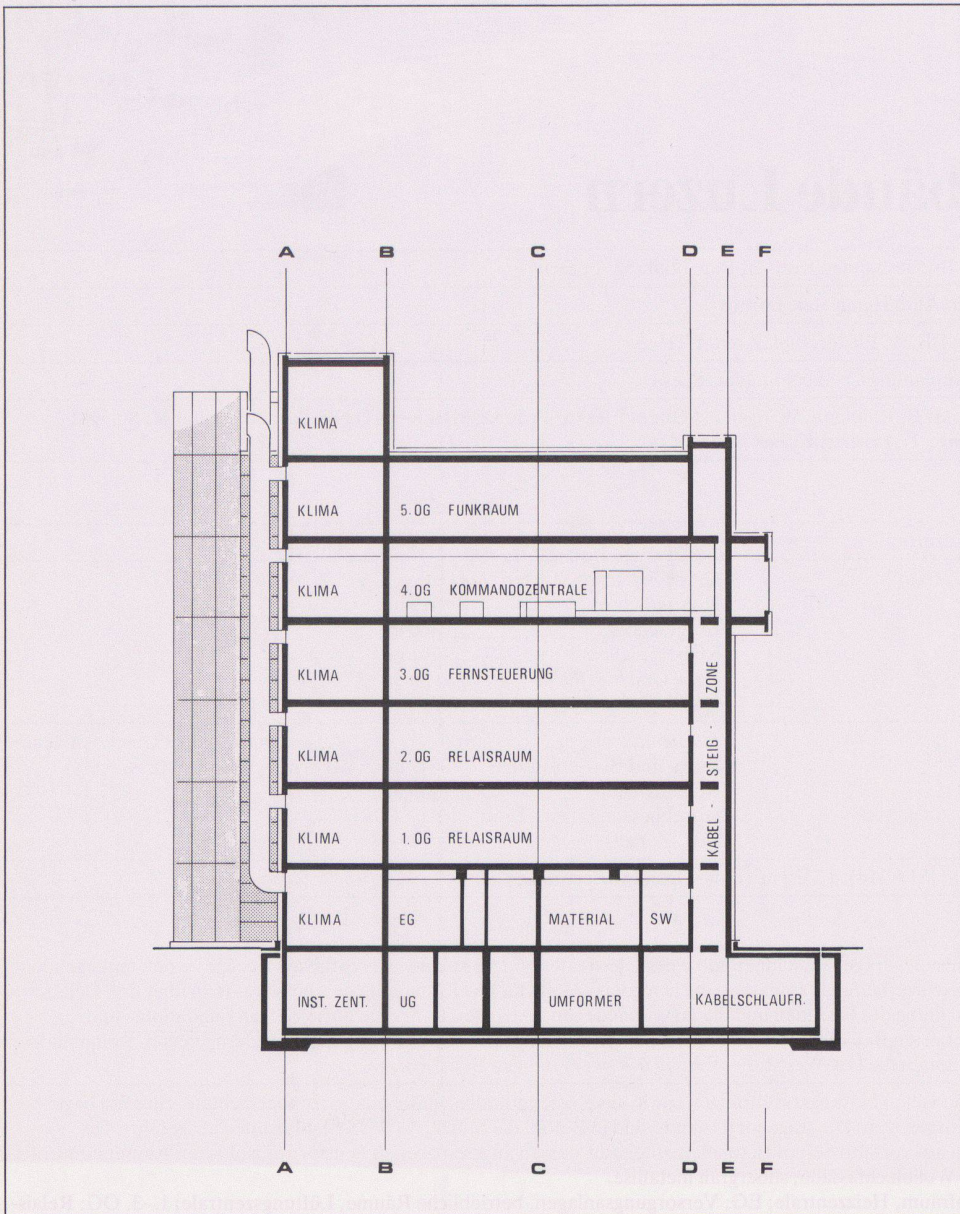 A B C D E F
KLIMA
KLIMA 5. OG FUNKRAUM
KLIMA 4. OG KOMMANDOZENTRALE
KLIMA 3. OG FERNSTEUERUNG
KLIMA 2. OG RELAISRAUM
KLIMA 1. OG RELAISRAUM
KABEL - STEIG - ZONE
KLIMA EG MATERIAL SW
INST. ZENT. UG UMFORMER KABELSCHLAUFR.
A B C D E F